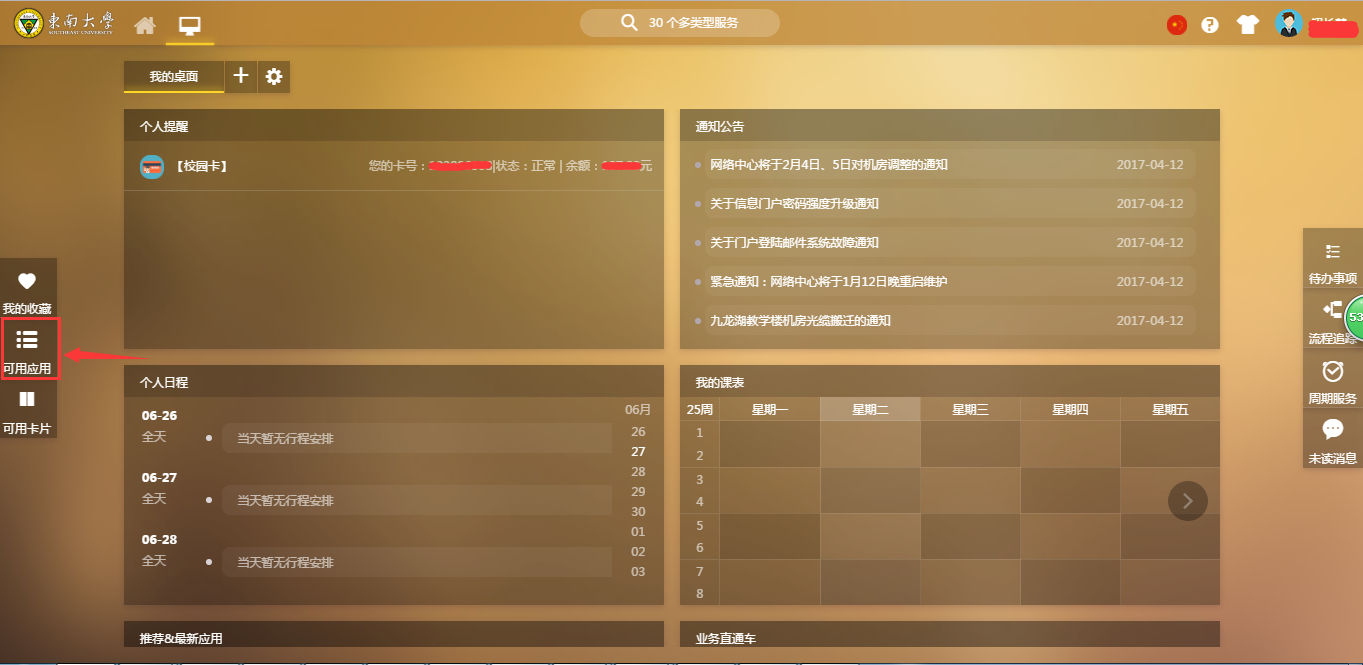 東南大學
SOUTHEAST UNIVERSITY
30 个多类型服务
我的桌面
个人提醒
【校园卡】
您的卡号：
|状态：正常 | 余额：
元
通知公告
网络中心将于2月4日、5日对机房调整的通知 2017-04-12
关于信息门户密码强度升级通知 2017-04-12
关于门户登陆邮件系统故障通知 2017-04-12
紧急通知：网络中心将于1月12日晚重启维护 2017-04-12
九龙湖教学楼机房光缆搬迁的通知 2017-04-12
我的收藏
可用应用
可用卡片
待办事项
53
流程追踪
周期服务
未读消息
个人日程
06-26
全天
当天暂无行程安排
06-27
全天
当天暂无行程安排
06-28
全天
当天暂无行程安排
06月
26
27
28
29
30
01
02
03
我的课表
25周 星期一 星期二 星期三 星期四 星期五
1
2
3
4
5
6
7
8
推荐&最新应用
业务直通车